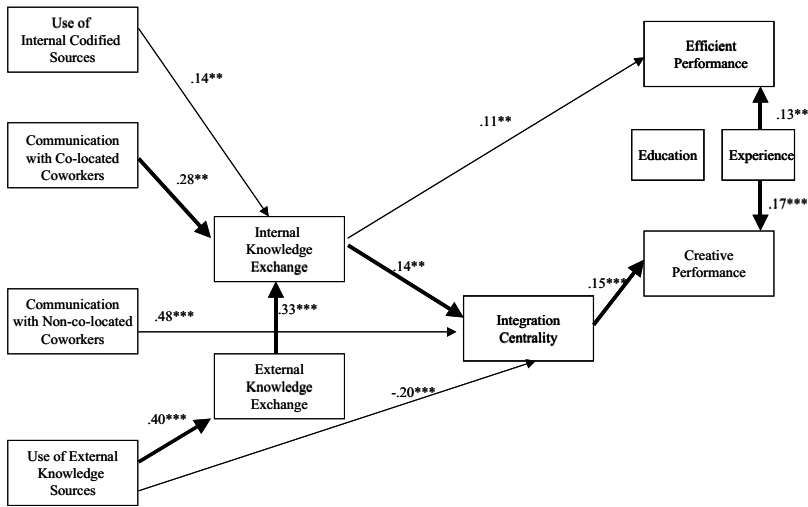 Use of
Internal Codified
Sources
Efficient
Performance
.14**
.11**
.13**
Communication
with Co-located
Coworkers
Education
Experience
.28**
.17***
Internal
Knowledge
Exchange
Creative
Performance
.14**
.15***
Communication
with Non-co-located
Coworkers
.48***
.33***
Integration
Centrality
External
Knowledge
Exchange
-.20***
.40***
Use of External
Knowledge
Sources